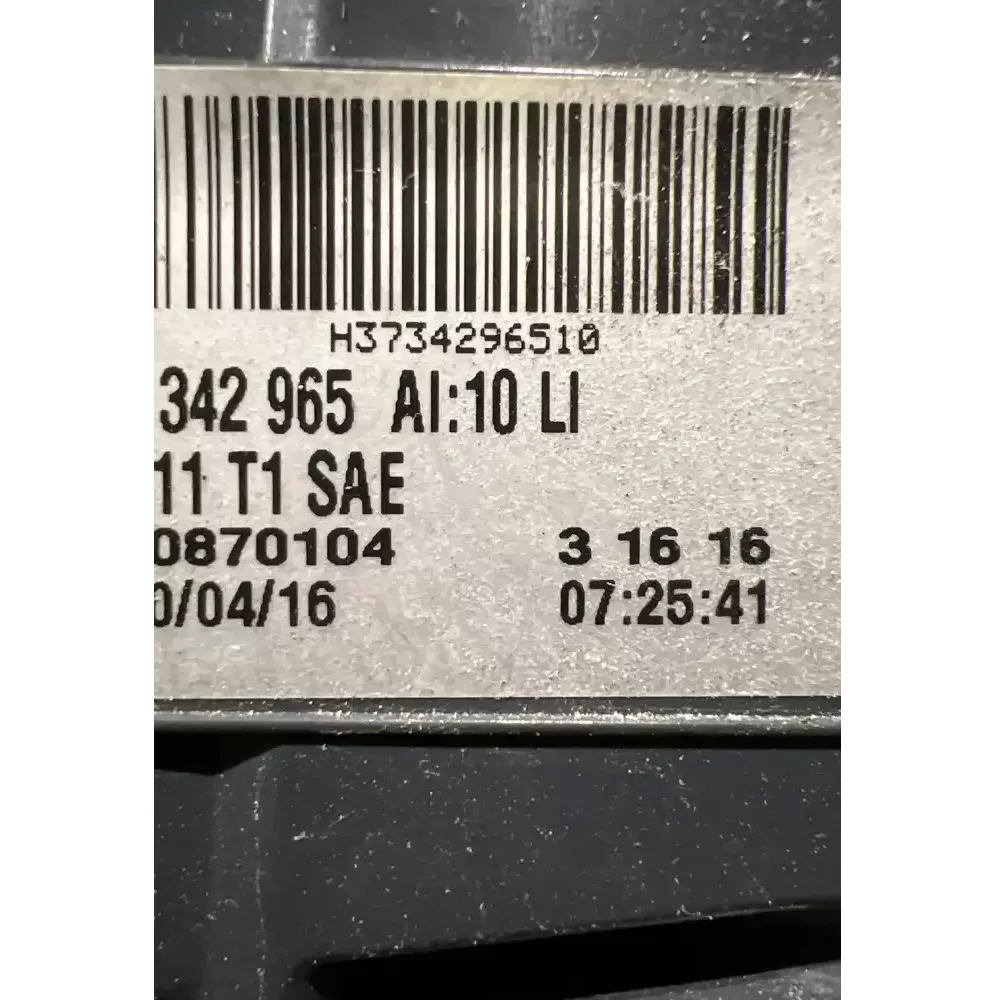 H3734296510
342 965 AI:10 LI
11 T1 SAE
0870104 3 16 16
0/04/16 07:25:41